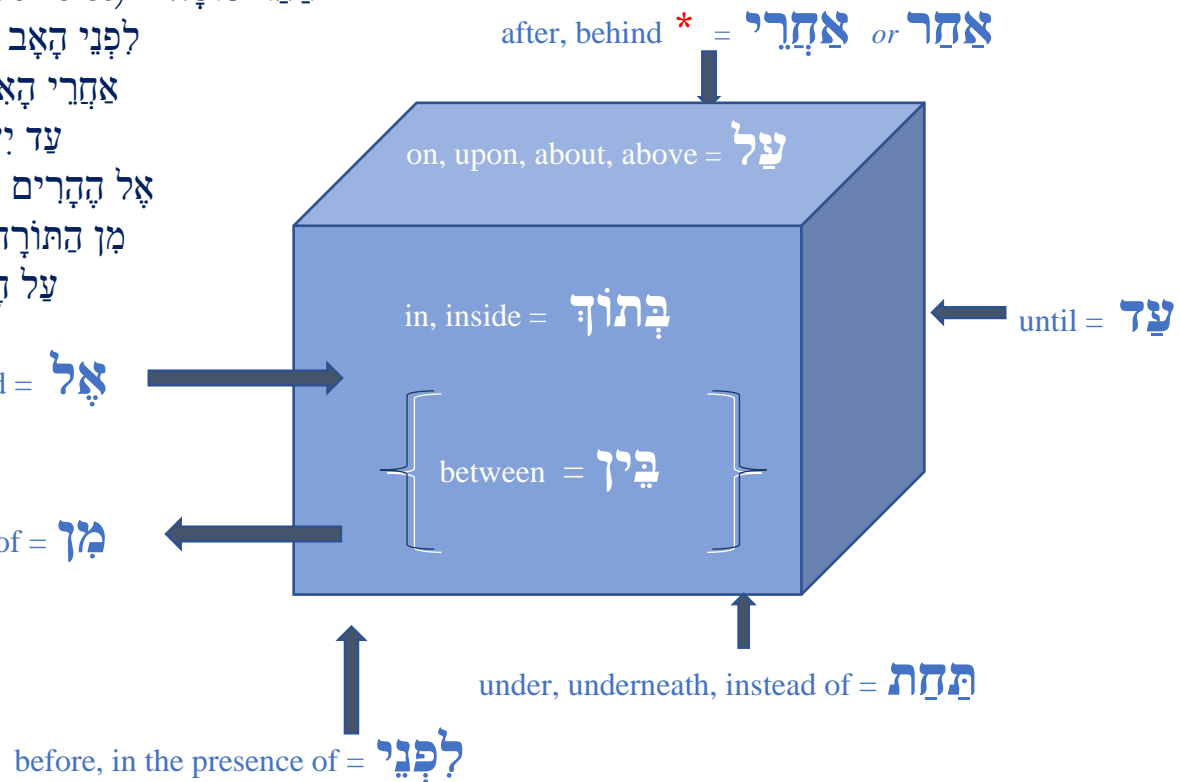 after, behind * = אַחֲרֵי or אַחַר
לִפְנֵי הָאָב
אַחֲרֵי
עַד
אֶל הֶהָרִים
מִן הַתּוֹרָה
עַל
on, upon, about, above = עַל
in, inside = בְּתוֹךְ
until = עַד
= אֶל
between = בֵּין
of = מִן
under, underneath, instead of = תַּחַת
before, in the presence of = לִפְנֵי